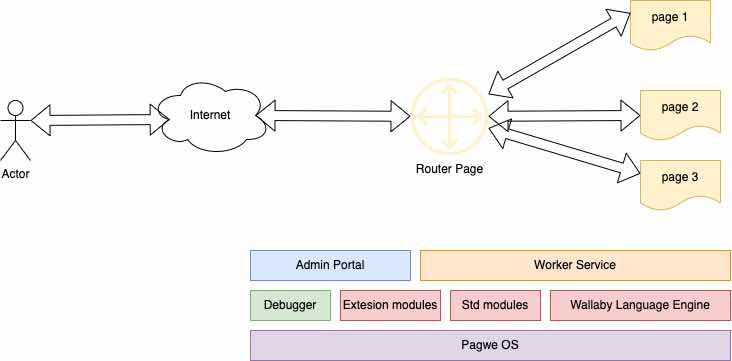 page 1
Internet
page 2
Actor
Router Page
page 3
Admin Portal
Worker Service
Debugger
Extesion modules
Std modules
Wallaby Language Engine
Pagwe OS